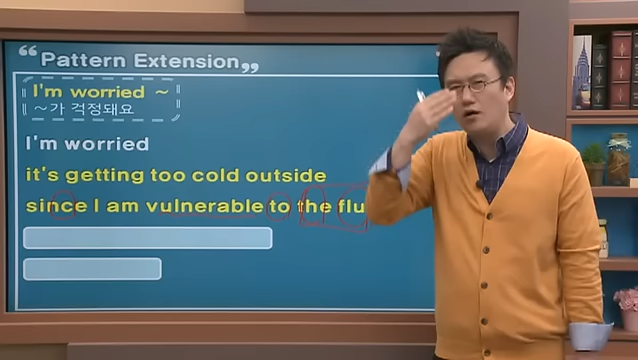 “Pattern Extension„
I'm worried ~
~가 걱정돼요
I'm worried
it's getting too cold outside
since I am vulnerable to the flu